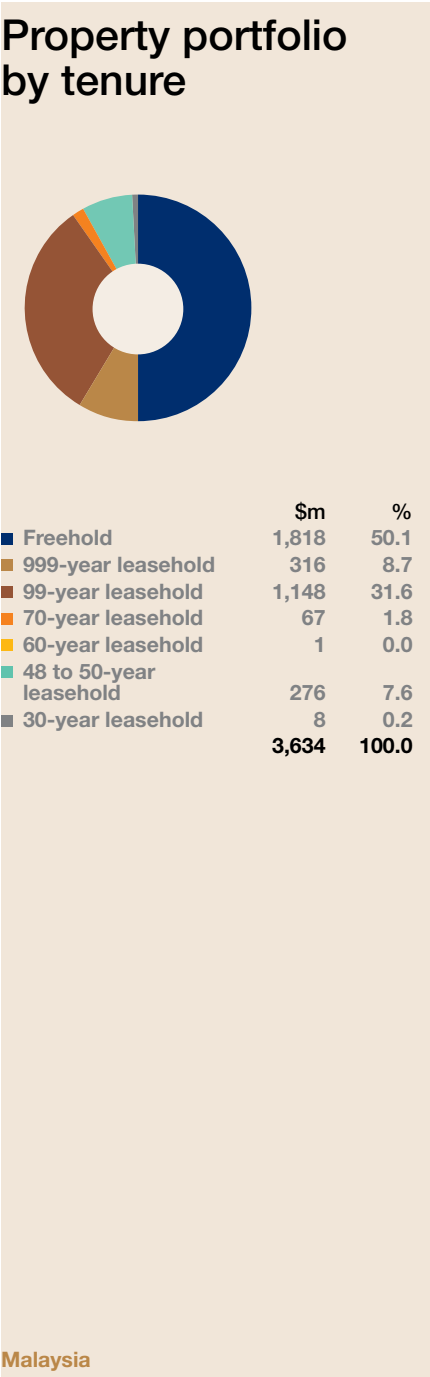 Property portfolio
by tenure
$m %
Freehold 1,818 50.1
999-year leasehold 316 8.7
99-year leasehold 1,148 31.6
70-year leasehold 67 1.8
60-year leasehold 1 0.0
48 to 50-year
leasehold 276 7.6
30-year leasehold 8 0.2
3,634 100.0
Malaysia